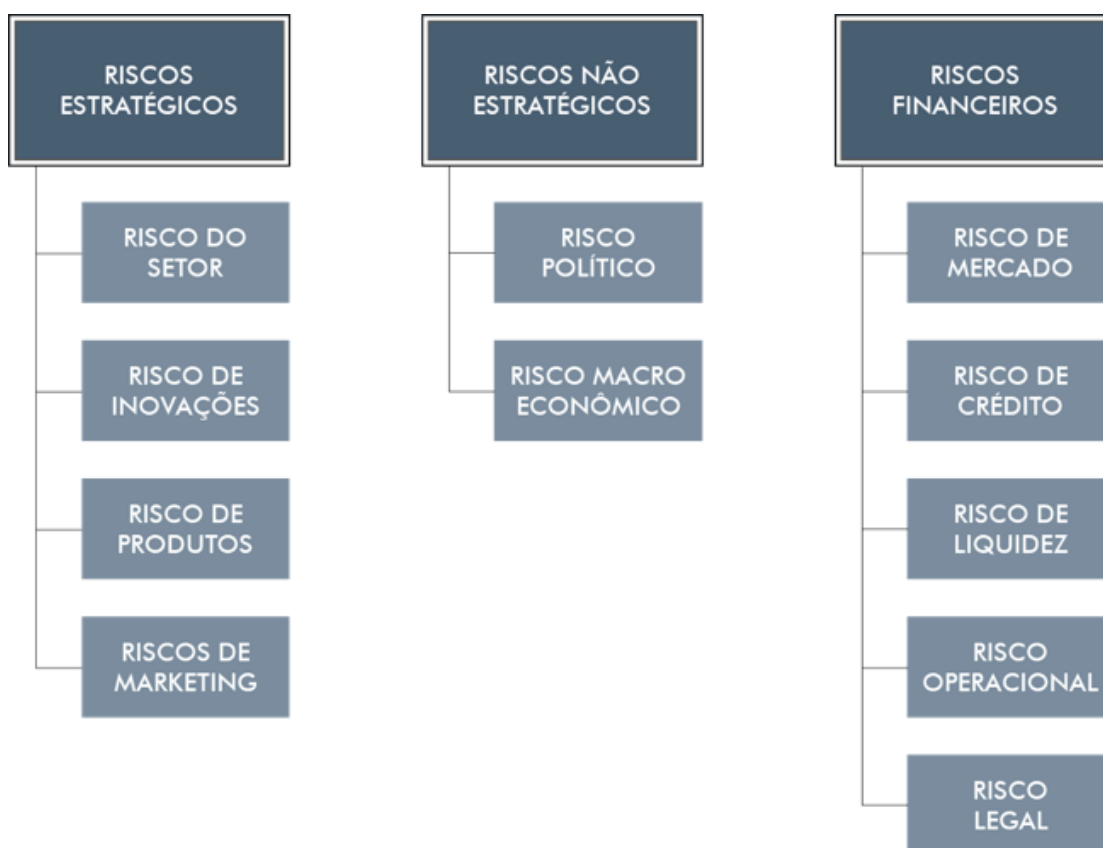 RISCOS
ESTRATÉGICOS
RISCO DO
SETOR
RISCO DE
INOVAÇÕES
RISCO DE
PRODUTOS
RISCOS DE
MARKETING
RISCOS NÃO
ESTRATÉGICOS
RISCO
POLÍTICO
RISCO MACRO
ECONÔMICO
RISCOS
FINANCEIROS
RISCO DE
MERCADO
RISCO DE
CRÉDITO
RISCO DE
LIQUIDEZ
RISCO
OPERACIONAL
RISCO
LEGAL